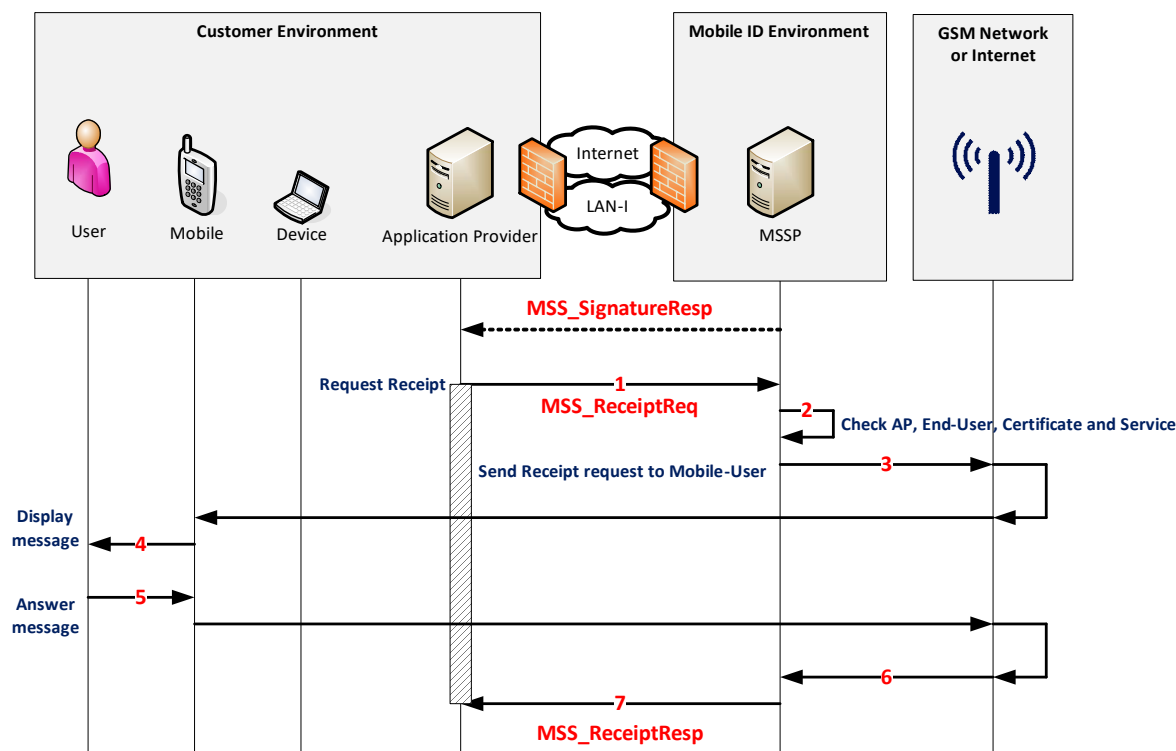 Customer Environment
Mobile ID Environment
GSM Network
or Internet
Internet
LAN-I
User
Mobile
Device
Application Provider
MSSP
MSS_SignatureResp
Request Receipt
1
MSS_ReceiptReq
2
Check AP, End-User, Certificate and Service
Send Receipt request to Mobile-User
3
Display
message
4
5
Answer
message
6
7
MSS_ReceiptResp